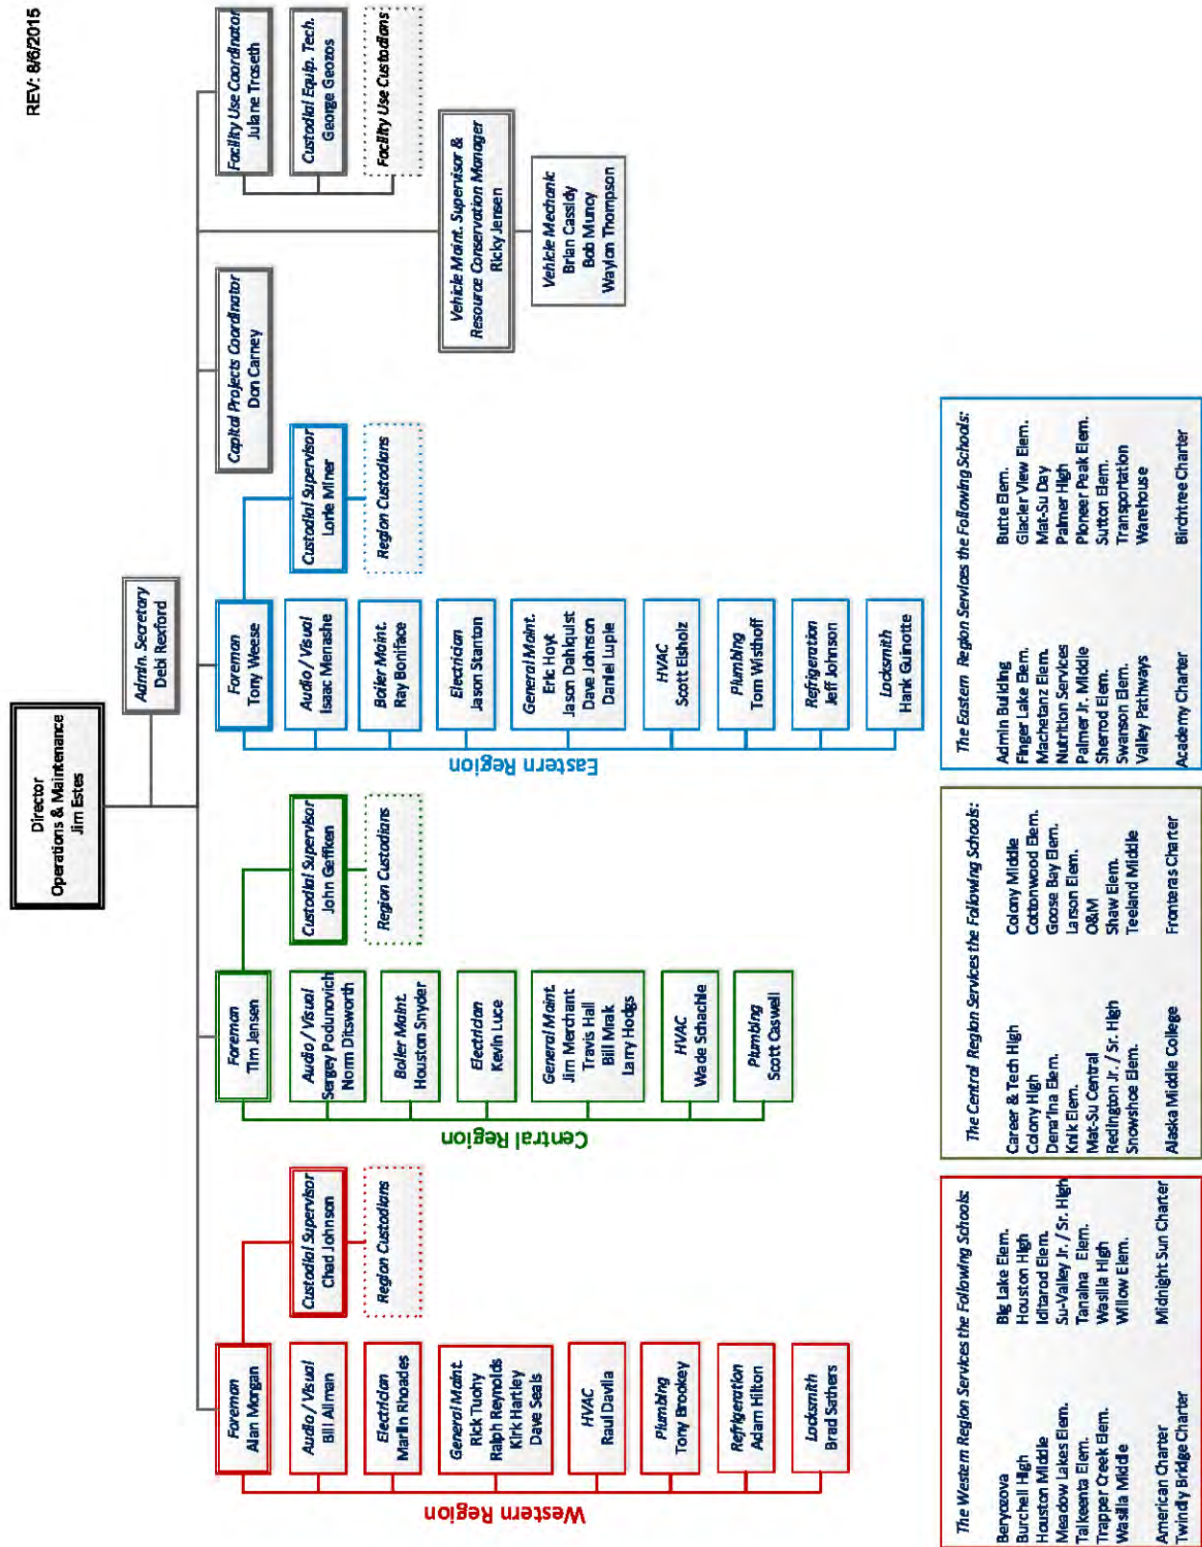 REV: 8/6/2015
Director
Operations & Maintenance
Jim Estes
Admin. Secretary
Debi Rexford
Foreman
Alan Morgan
Custodial Supervisor
Chad Johnson
Region Custodians
Western Region
Audio / Visual
Bill Allman
Electrician
Marlin Rhoades
General Maint.
Rick Tuohy
Ralph Reynolds
Kirk Hartley
Dave Seals
HVAC
Raul Davila
Plumbing
Tony Brookey
Refrigeration
Adam Hilton
Locksmith
Brad Sathers
Foreman
Tim Jensen
Custodial Supervisor
John Geffken
Region Custodians
Central Region
Audio / Visual
Sergey Podunovich
Norm Ditsworth
Boiler Maint.
Houston Snyder
Electrician
Kevin Luce
General Maint.
Jim Merchant
Travis Hall
Bill Mrak
Larry Hodgs
HVAC
Wade Schachle
Plumbing
Scott Caswell
Foreman
Tony Weese
Custodial Supervisor
Lorie Miner
Region Custodians
Eastern Region
Audio / Visual
Isaac Menashe
Boiler Maint.
Ray Boniface
Electrician
Jason Stanton
General Maint.
Eric Hoyt
Jason Dahlquist
Dave Johnson
Daniel Luple
HVAC
Scott Elsholz
Plumbing
Tom Wisthoff
Refrigeration
Jeff Johnson
Locksmith
Hank Guinotte
Capital Projects Coordinator
Don Carney
Facility Use Coordinator
Julane Troseth
Custodial Equip. Tech.
George Geozos
Facility Use Custodians
Vehicle Maint. Supervisor &
Resource Conservation Manager
Ricky Jensen
Vehicle Mechanic
Brian Cassidy
Bob Muncy
Waylon Thompson
The Western Region Services the Following Schools:
Beryozova
Burchell High
Houston Middle
Meadow Lakes Elem.
Talkeenta Elem.
Trapper Creek Elem.
Wasilla Middle
American Charter
Twindly Bridge Charter
Big Lake Elem.
Houston High
Iditarod Elem.
Su-Valley Jr. / Sr. High
Tanaina Elem.
Wasilla High
Willow Elem.
Midnight Sun Charter
The Central Region Services the Following Schools:
Career & Tech High
Colony High
Dena'ina Elem.
Knik Elem.
Mat-Su Central
Redington Jr. / Sr. High
Snowshoe Elem.
Alaska Middle College
Colony Middle
Cottonwood Elem.
Goose Bay Elem.
Larson Elem.
O&M
Shaw Elem.
Teeland Middle
Fronteras Charter
The Eastern Region Services the Following Schools:
Admin Building
Finger Lake Elem.
Machetanz Elem.
Nutrition Services
Palmer Jr. Middle
Sherrod Elem.
Swanson Elem.
Valley Pathways
Academy Charter
Butte Elem.
Glacier View Elem.
Mat-Su Day
Palmer High
Pioneer Peak Elem.
Sutton Elem.
Transportation
Warehouse
Birchtree Charter